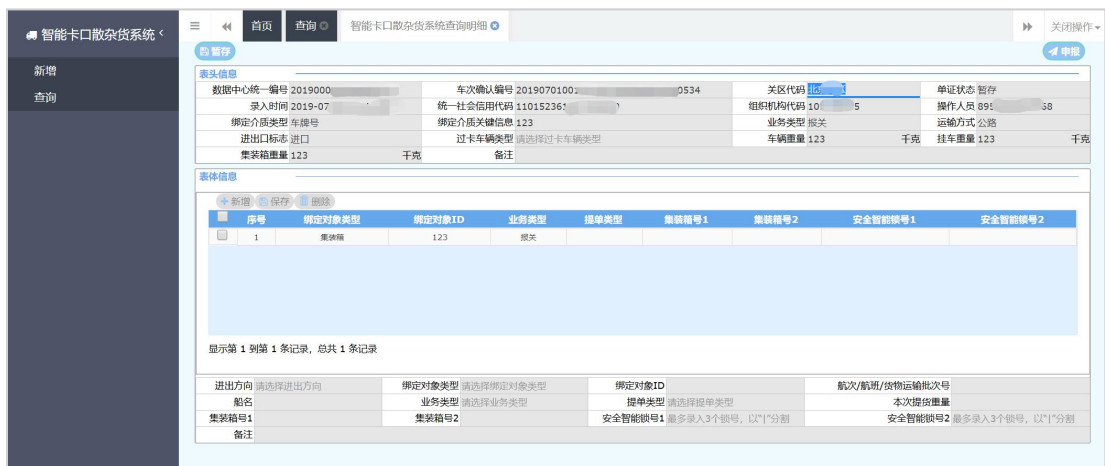 智能卡口散杂货系统
新增
查询
首页 查询 智能卡口散杂货系统查询明细 关闭操作
暂存 申报
表头信息
数据中心统一编号 2019000 车次确认编号 2019070100 0534 关区代码 单证状态 暂存
录入时间 2019-07 统一社会信用代码 11015236 组织机构代码 10 5 操作人员 895 58
绑定介质类型 车牌号 绑定介质关键信息 123 业务类型 报关 运输方式 公路
进出口标志 进口 过卡车辆类型 请选择过卡车辆类型 车辆重量 123 千克 挂车重量 123 千克
集装箱重量 123 千克 备注
表体信息
新增 保存 删除
序号 绑定对象类型 绑定对象ID 业务类型 提单类型 集装箱号1 集装箱号2 安全智能锁号1 安全智能锁号2
1 集装箱 123 报关
显示第 1 到第 1 条记录，总共 1 条记录
进出方向 请选择进出方向 绑定对象类型 请选择绑定对象类型 绑定对象ID 航次/航班/货物运输批次号
船名 业务类型 请选择业务类型 提单类型 请选择提单类型 本次提货重量
集装箱号1 集装箱号2 安全智能锁号1 最多录入3个锁号，以"|"分割 安全智能锁号2 最多录入3个锁号，以"|"分割
备注